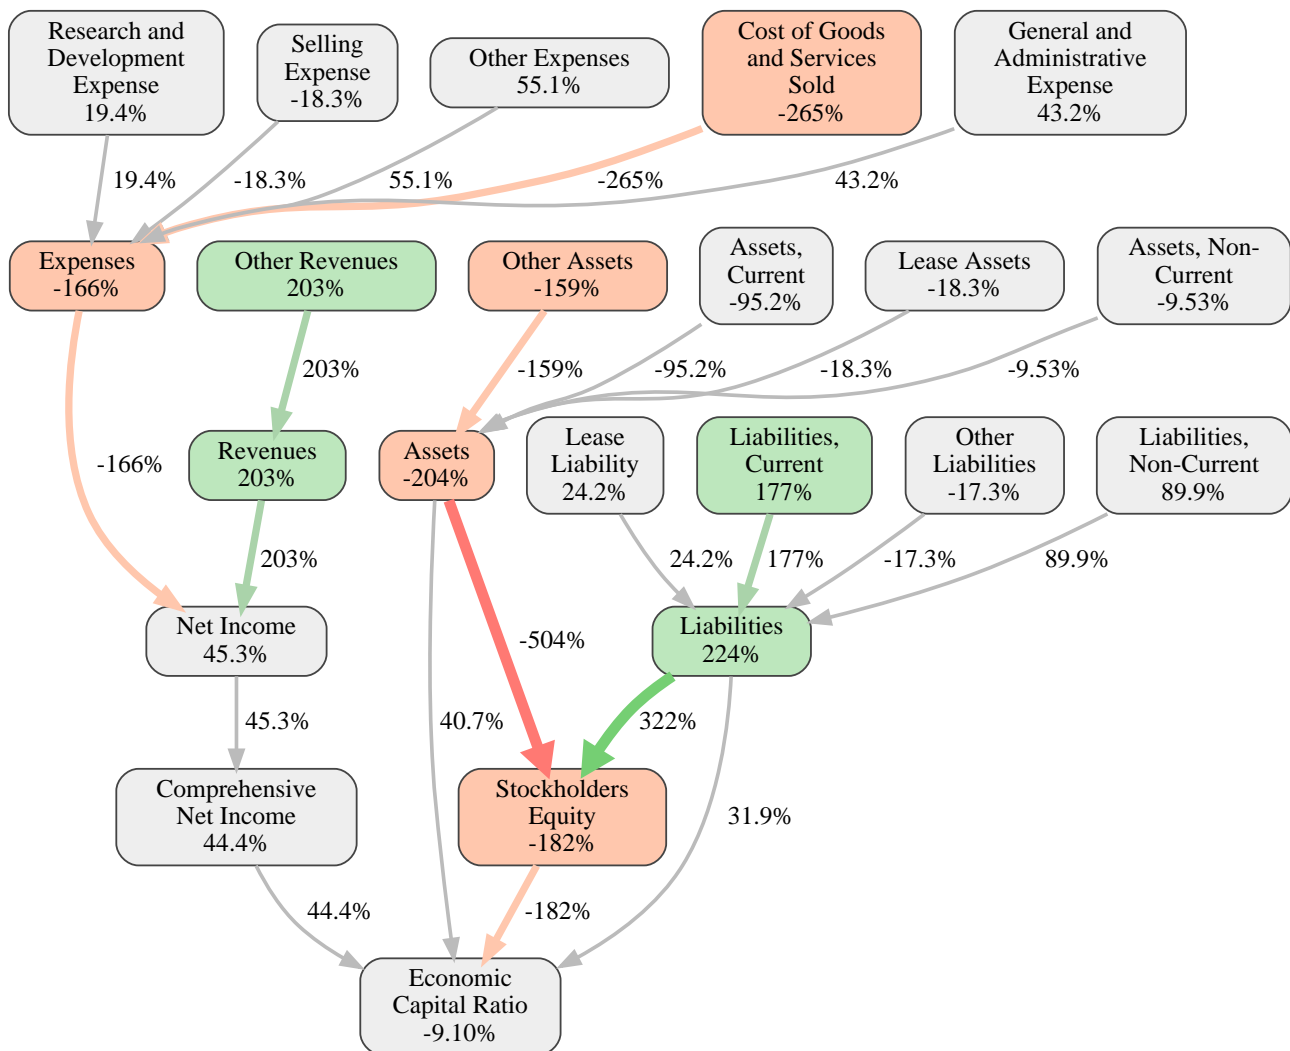 Research and
Development
Expense
19.4%
Selling
Expense
-18.3%
Other Expenses
55.1%
Cost of Goods
and Services
Sold
-265%
General and
Administrative
Expense
43.2%
19.4%
-18.3%
55.1%
-265%
43.2%
Expenses
-166%
Other Revenues
203%
Other Assets
-159%
Assets,
Current
-95.2%
Lease Assets
-18.3%
Assets, Non-
Current
-9.53%
203%
-159%
-95.2%
-18.3%
-9.53%
-166%
Revenues
203%
Assets
-204%
Lease
Liability
24.2%
Liabilities,
Current
177%
Other
Liabilities
-17.3%
Liabilities,
Non-Current
89.9%
203%
24.2%
177%
-17.3%
89.9%
Net Income
45.3%
-504%
Liabilities
224%
45.3%
40.7%
322%
Comprehensive
Net Income
44.4%
Stockholders
Equity
-182%
31.9%
44.4%
-182%
Economic
Capital Ratio
-9.10%